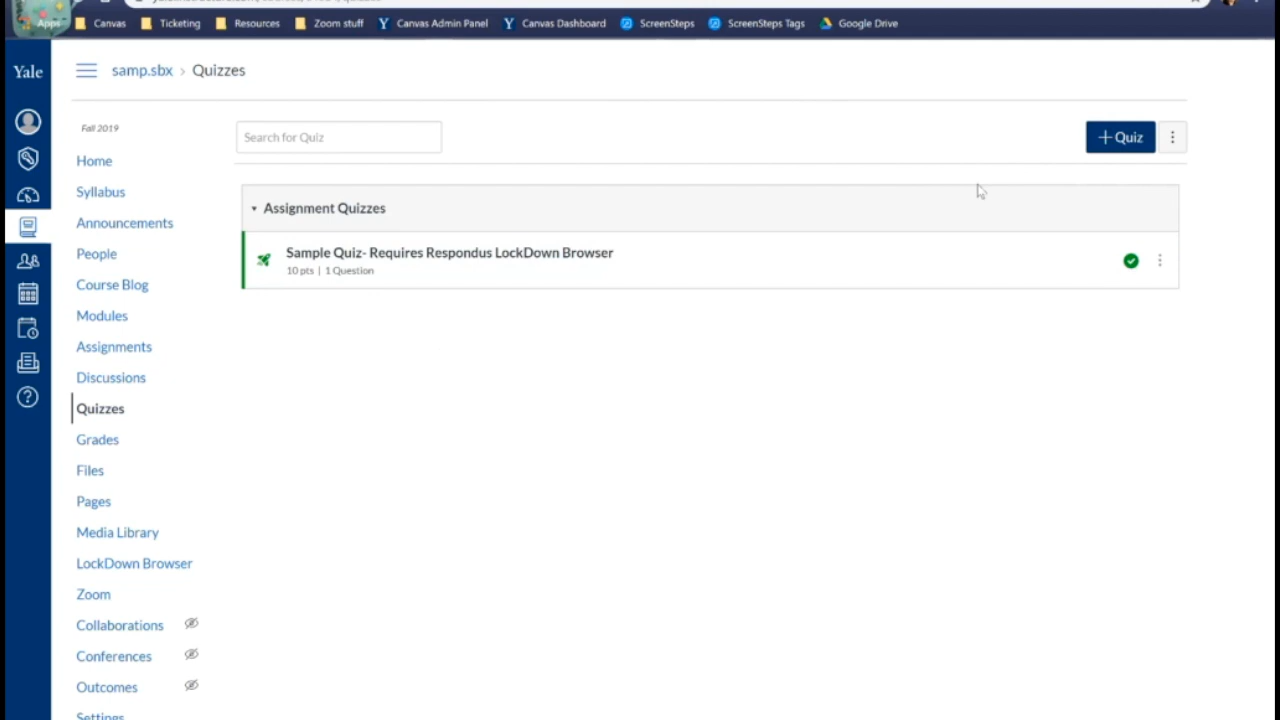 Apps Canvas Ticketing Resources Zoom stuff Canvas Admin Panel Canvas Dashboard ScreenSteps ScreenSteps Tags Google Drive
Yale
samp.sbx › Quizzes
Fall 2019
Search for Quiz
+ Quiz
Home
Syllabus
Announcements
People
Course Blog
Modules
Assignments
Discussions
Quizzes
Grades
Files
Pages
Media Library
LockDown Browser
Zoom
Collaborations
Conferences
Outcomes
Settings
Assignment Quizzes
Sample Quiz- Requires Respondus LockDown Browser
10 pts | 1 Question